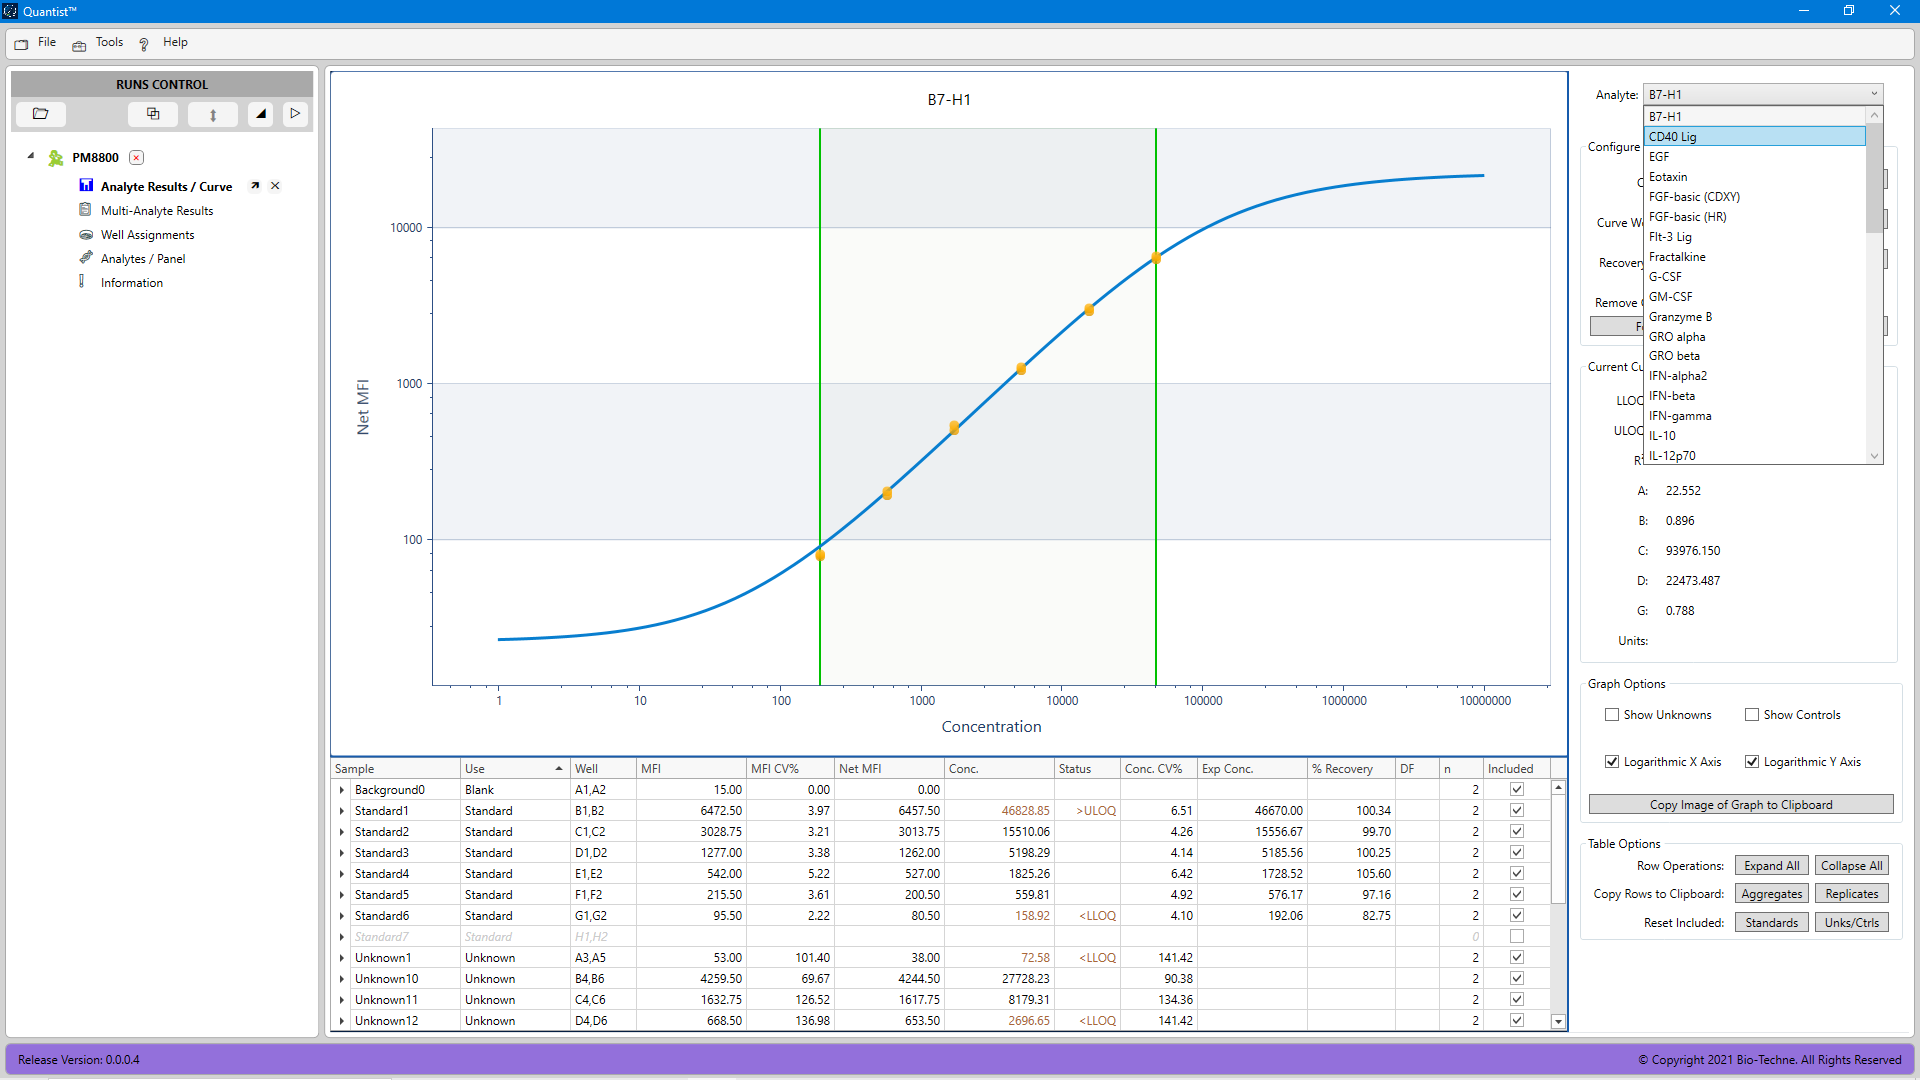 Quantist™
File Tools Help
RUNS CONTROL
PM8800
Analyte Results / Curve
Multi-Analyte Results
Well Assignments
Analytes / Panel
Information
B7-H1
Net MFI
10000
1000
100
1 10 100 1000 10000 100000 1000000 10000000
Concentration
Sample Use Well MFI MFI CV% Net MFI Conc. Status Conc. CV% Exp Conc. % Recovery DF n Included
Background0 Blank A1,A2 15.00 0.00 0.00 2
Standard1 Standard B1,B2 6472.50 3.97 6457.50 46828.85 >ULOQ 6.51 46670.00 100.34 2
Standard2 Standard C1,C2 3028.75 3.21 3013.75 15510.06 4.26 15556.67 99.70 2
Standard3 Standard D1,D2 1277.00 3.38 1262.00 5198.29 4.14 5185.56 100.25 2
Standard4 Standard E1,E2 542.00 5.22 527.00 1825.26 6.42 1728.52 105.60 2
Standard5 Standard F1,F2 215.50 3.61 200.50 559.81 4.92 576.17 97.16 2
Standard6 Standard G1,G2 95.50 2.22 80.50 158.92 <LLOQ 4.10 192.06 82.75 2
Standard7 Standard H1,H2 0
Unknown1 Unknown A3,A5 53.00 101.40 38.00 72.58 <LLOQ 141.42 2
Unknown10 Unknown B4,B6 4259.50 69.67 4244.50 27728.23 90.38 2
Unknown11 Unknown C4,C6 1632.75 126.52 1617.75 8179.31 134.36 2
Unknown12 Unknown D4,D6 668.50 136.98 653.50 2696.65 <LLOQ 141.42 2
Analyte: B7-H1
B7-H1
CD40 Lig
EGF
Eotaxin
FGF-basic (CDXY)
FGF-basic (HR)
Flt-3 Lig
Fractalkine
G-CSF
GM-CSF
Granzyme B
GRO alpha
GRO beta
IFN-alpha2
IFN-beta
IFN-gamma
IL-10
IL-12p70
Configure
Curve
Recovery
Remove
Current
LLOQ
ULOQ
A: 22.552
B: 0.896
C: 93976.150
D: 22473.487
G: 0.788
Units:
Graph Options
Show Unknowns Show Controls
Logarithmic X Axis Logarithmic Y Axis
Copy Image of Graph to Clipboard
Table Options
Row Operations: Expand All Collapse All
Copy Rows to Clipboard: Aggregates Replicates
Reset Included: Standards Unks/Ctrls
Release Version: 0.0.0.4
© Copyright 2021 Bio-Techne. All Rights Reserved